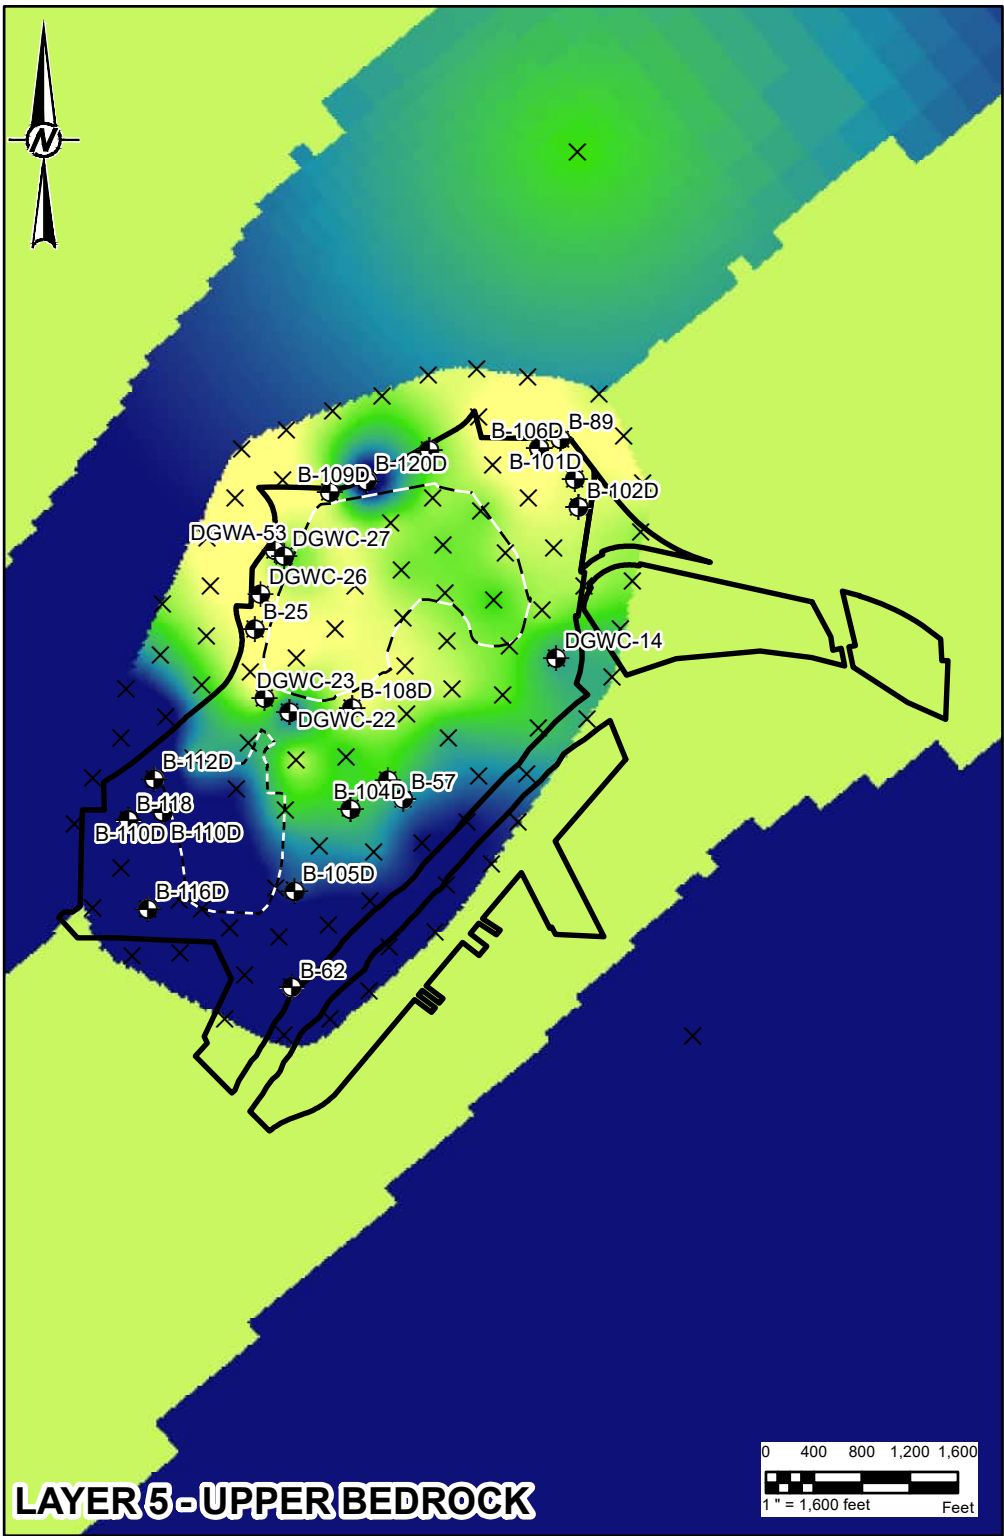 N
B-106D
B-89
B-120D
B-101D
B-109D
B-102D
DGWA-53
DGWC-27
DGWC-26
B-25
DGWC-14
DGWC-23
B-108D
DGWC-22
B-112D
B-104D
B-57
B-118
B-110D
B-110D
B-105D
B-116D
B-62
0 400 800 1,200 1,600
1 " = 1,600 feet Feet
LAYER 5 - UPPER BEDROCK